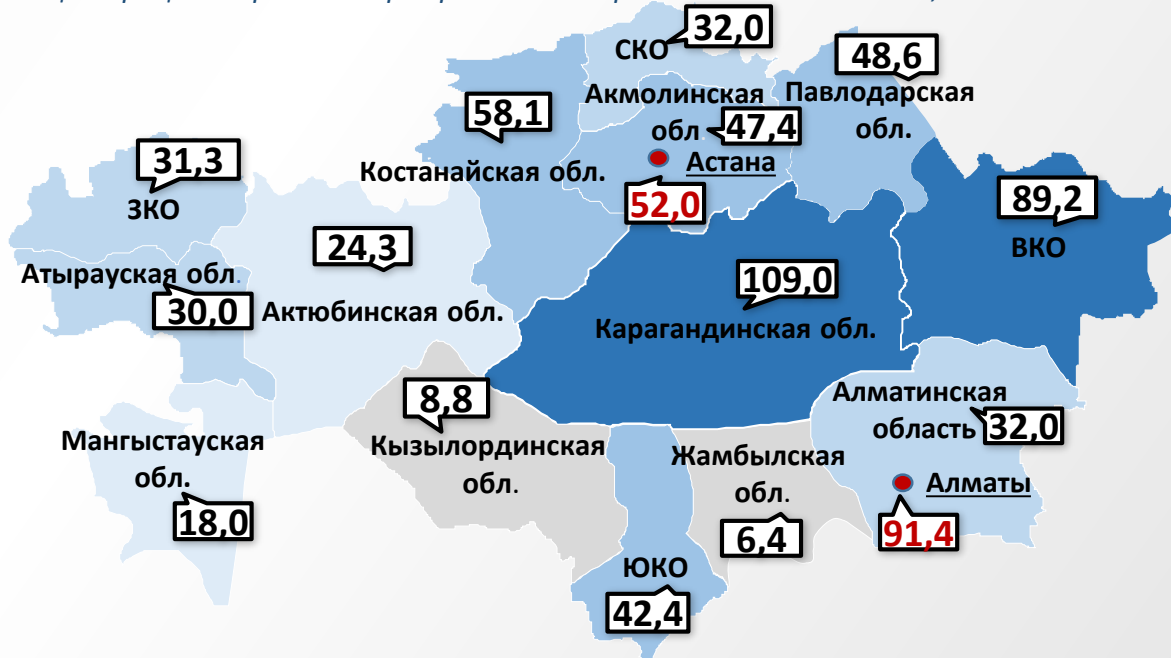 СКО
32,0
48,6
Павлодарская
обл.
Акмолинская
обл.
47,4
Астана
52,0
58,1
Костанайская обл.
31,3
ЗКО
89,2
ВКО
24,3
Актюбинская обл.
Атырауская обл.
30,0
109,0
Карагандинская обл.
8,8
Кызылординская
обл.
Алматинская
область
32,0
Мангыстауская
обл.
18,0
Жамбылская
обл.
6,4
Алматы
91,4
ЮКО
42,4